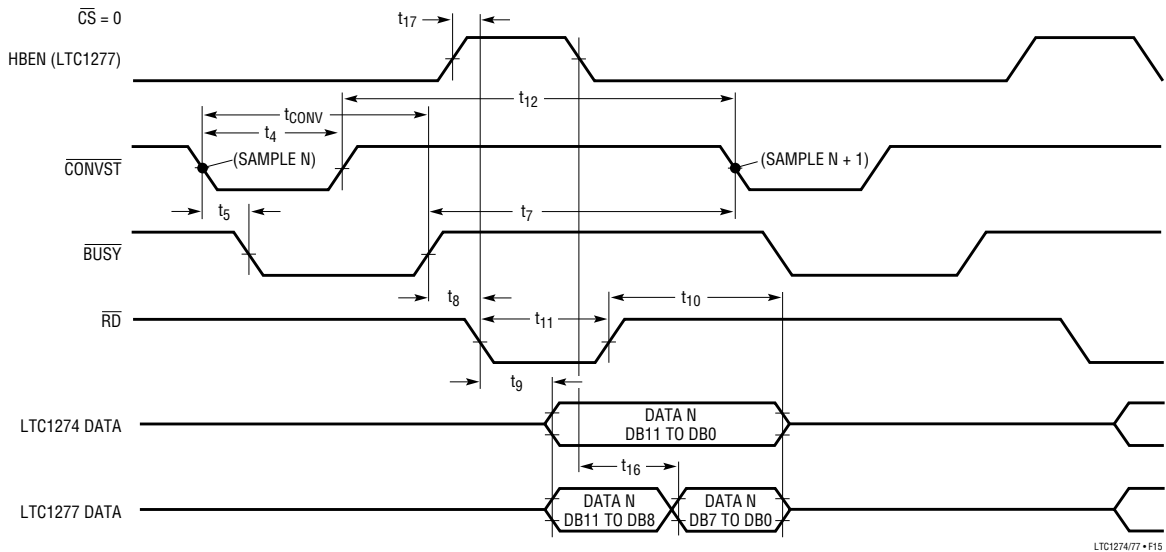 CS = 0
t17
HBEN (LTC1277)
t12
tCONV
t4
CONVST
(SAMPLE N)
(SAMPLE N + 1)
t5
t7
BUSY
t8
t10
RD
t11
t9
LTC1274 DATA
DATA N
DB11 TO DB0
t16
LTC1277 DATA
DATA N
DB11 TO DB8
DATA N
DB7 TO DB0
LTC1274/77 • F15